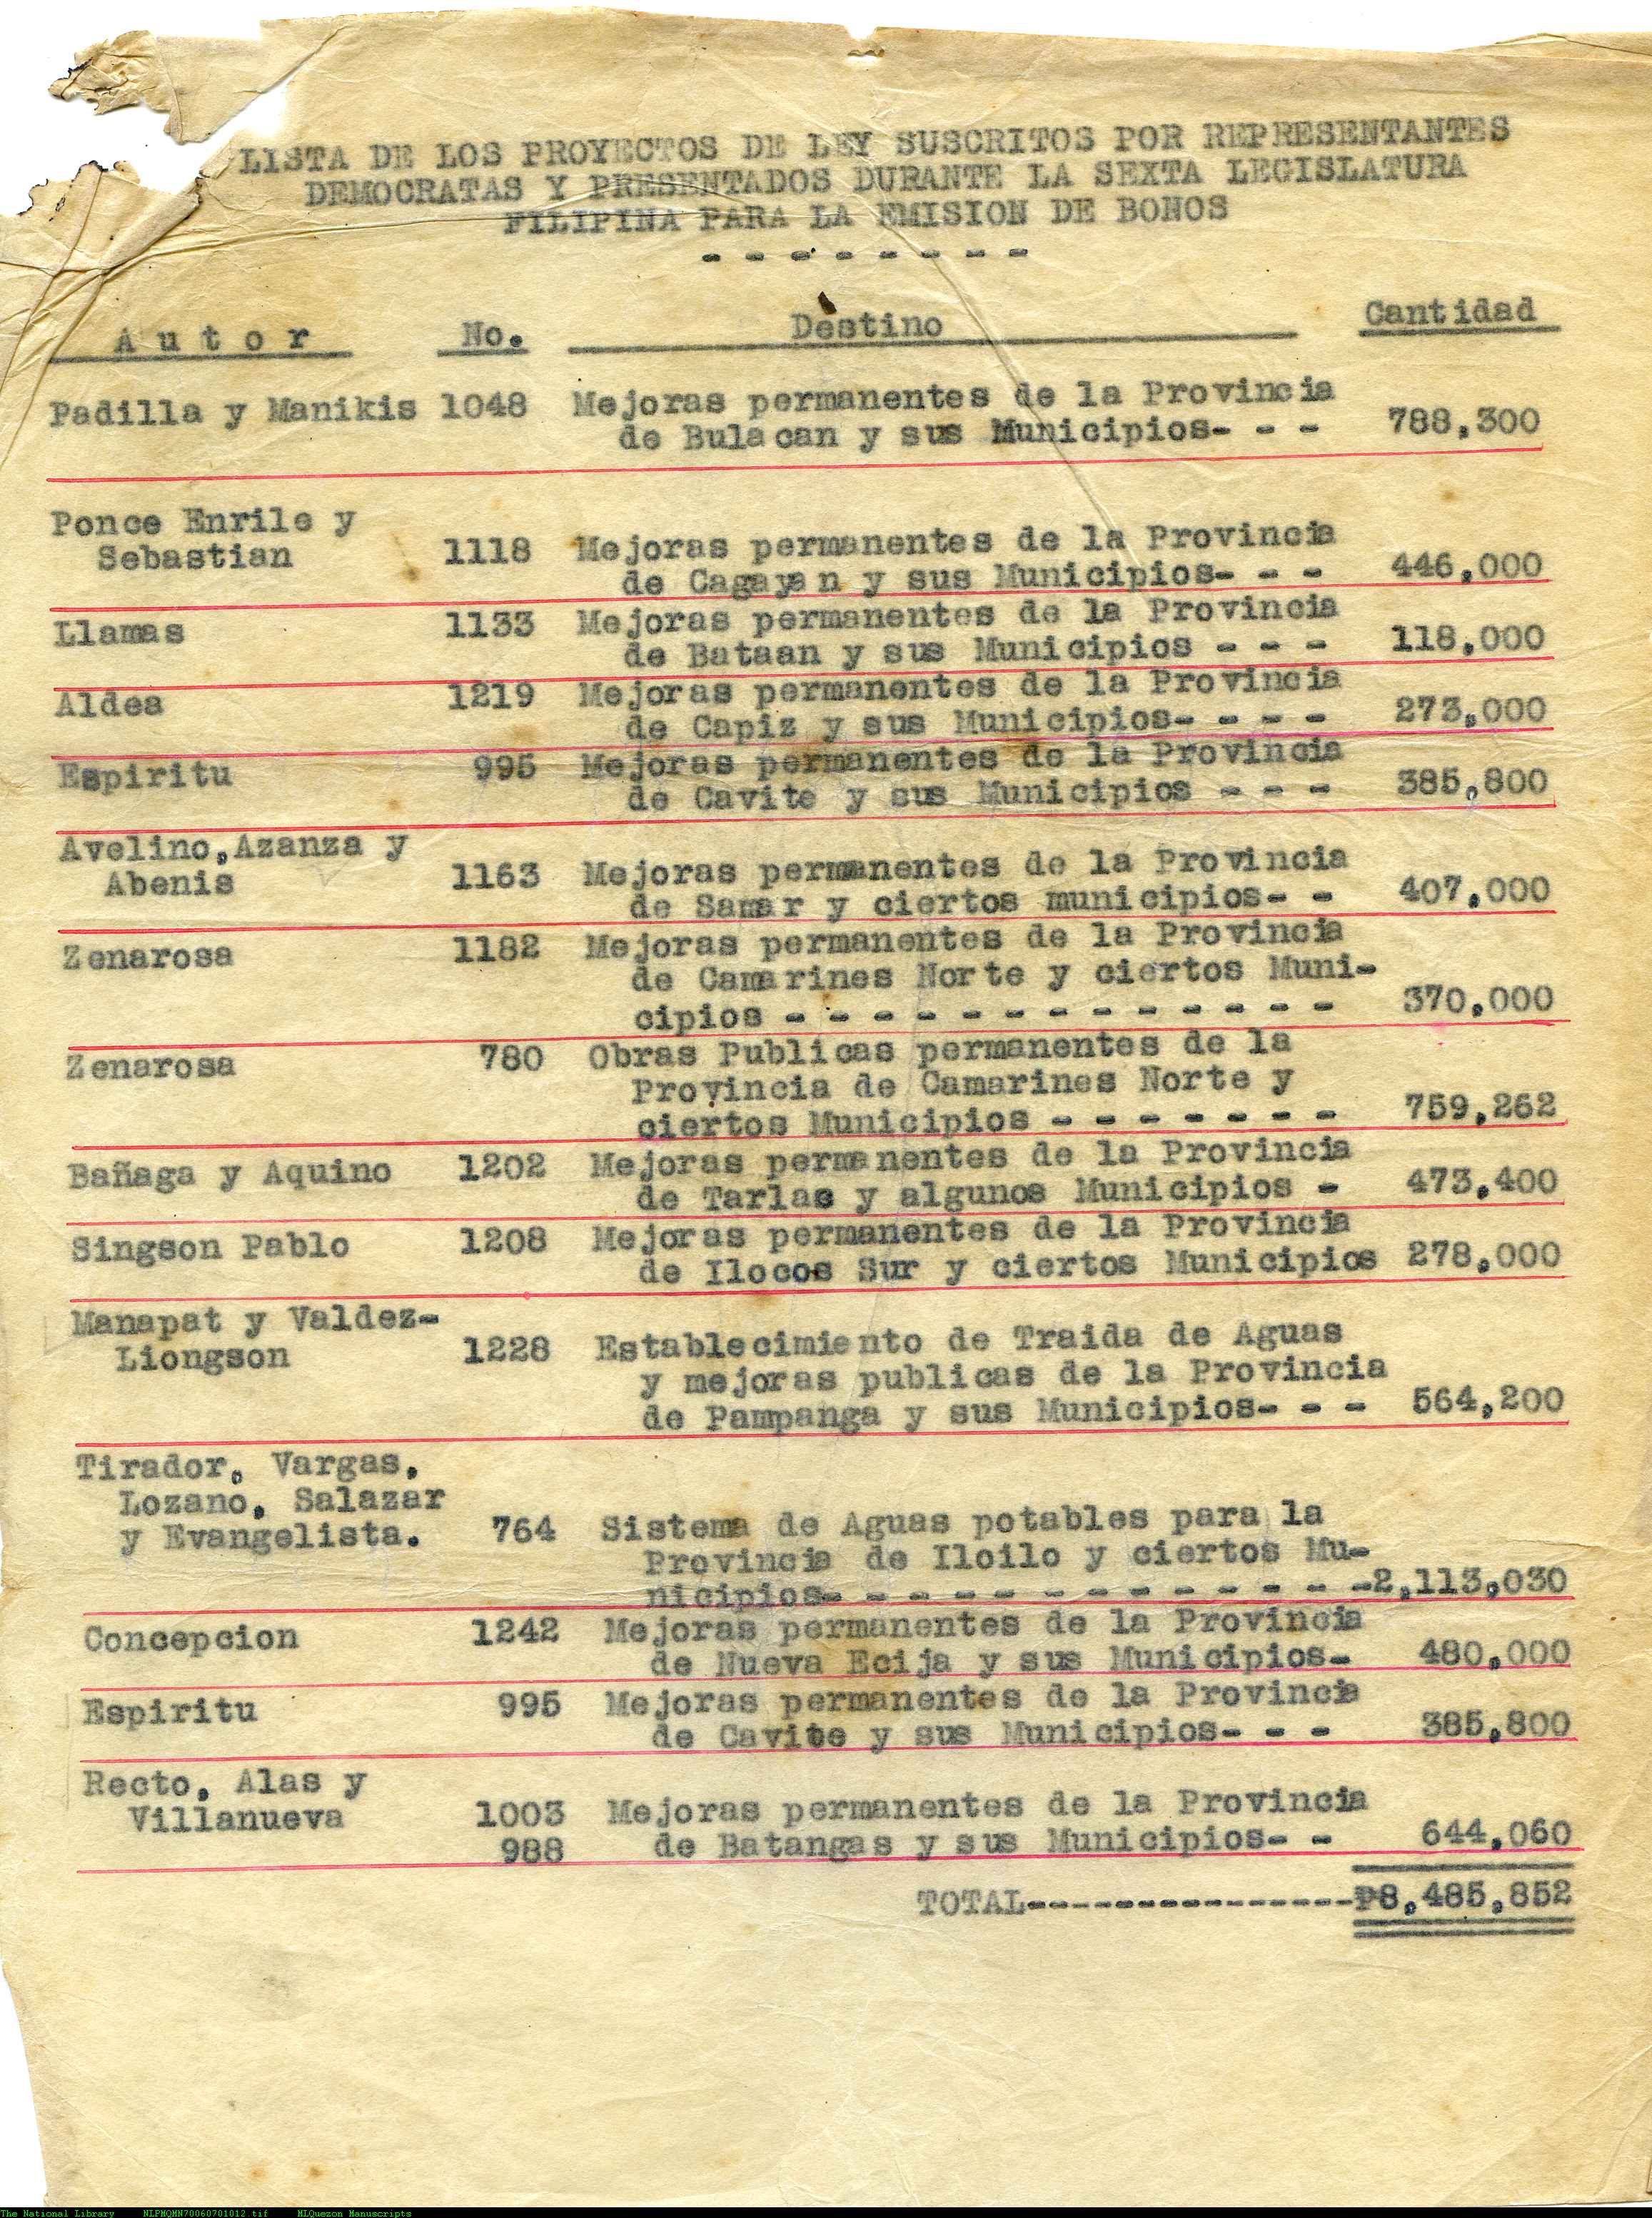 LISTA DE LOS PROYECTOS DE LEY SUSCRITOS POR REPRESENTANTES
DEMOCRATAS Y PRESENTADOS DURANTE LA SEXTA LEGISLATURA
FILIPINA PARA LA EMISION DE BONOS
- - - - - - - -
A u t o r No. Destino Cantidad
Padilla y Manikis 1048 Mejoras permanentes de la Provincia
de Bulacan y sus Municipios- - - 788,300
Ponce Enrile y
Sebastian 1118 Mejoras permanentes de la Provincia
de Cagayan y sus Municipios- - - 446,000
Llamas 1133 Mejoras permanentes de la Provincia
de Bataan y sus Municipios - - - 118,000
Aldea 1219 Mejoras permanentes de la Provincia
de Capiz y sus Municipios- - - - 273,000
Espiritu 995 Mejoras permanentes de la Provincia
de Cavite y sus Municipios - - - 385,800
Avelino,Azanza y
Abenis 1163 Mejoras permanentes de la Provincia
de Samar y ciertos municipios- - 407,000
Zenarosa 1182 Mejoras permanentes de la Provincia
de Camarines Norte y ciertos Muni-
cipios - - - - - - - - - - - - - 370,000
Zenarosa 780 Obras Publicas permanentes de la
Provincia de Camarines Norte y
ciertos Municipios - - - - - - - 759,262
Bañaga y Aquino 1202 Mejoras permanentes de la Provincia
de Tarlac y algunos Municipios - 473,400
Singson Pablo 1208 Mejoras permanentes de la Provincia
de Ilocos Sur y ciertos Municipios 278,000
Manapat y Valdez-
Liongson 1228 Establecimiento de Traida de Aguas
y mejoras publicas de la Provincia
de Pampanga y sus Municipios- - - 564,200
Tirador, Vargas,
Lozano, Salazar
y Evangelista. 764 Sistema de Aguas potables para la
Provincia de Iloilo y ciertos Mu-
nicipios- - - - - - - - - - - - -2,113,030
Concepcion 1242 Mejoras permanentes de la Provincia
de Nueva Ecija y sus Municipios- 480,000
Espiritu 995 Mejoras permanentes de la Provincia
de Cavite y sus Municipios- - - 385,800
Recto, Alas y
Villanueva 1003 Mejoras permanentes de la Provincia
988 de Batangas y sus Municipios- - 644,060
TOTAL---------------₱8,485,852
The National Library NLPMQMN70060701012.tif MLQuezon Manuscripts